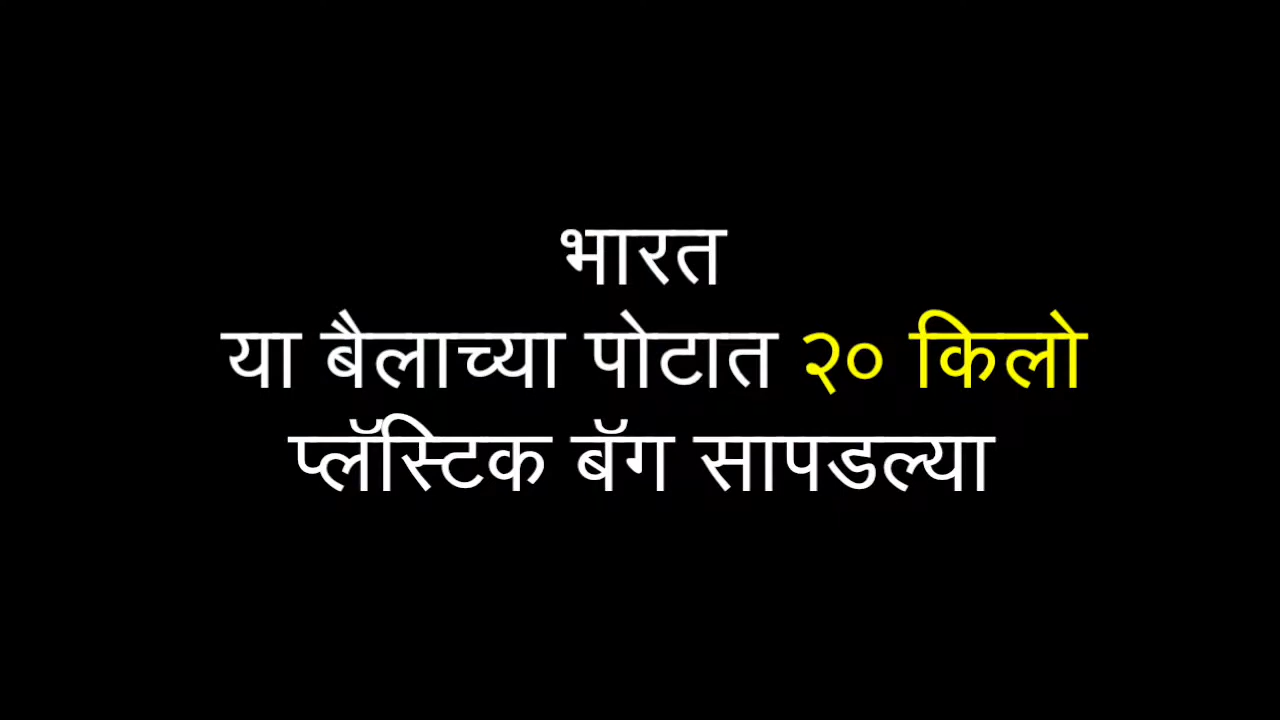 भारत
या बैलाच्या पोटात २० किलो
प्लॅस्टिक बॅग सापडल्या